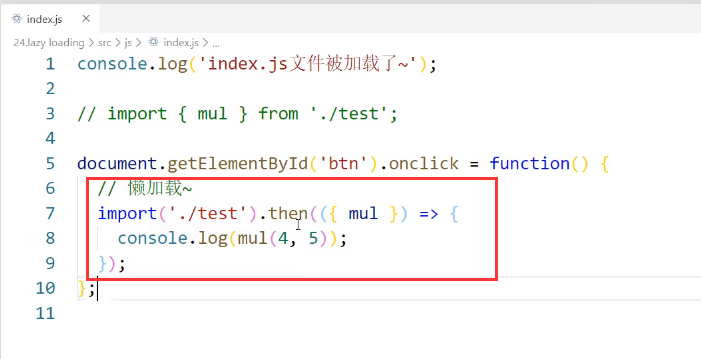 index.js ×
24.lazy loading > src > js > index.js > ...
1 console.log('index.js文件被加载了~');
2
3 // import { mul } from './test';
4
5 document.getElementById('btn').onclick = function() {
6 // 懒加载~
7 import('./test').then(({ mul }) => {
8 console.log(mul(4, 5));
9 });
10 };
11